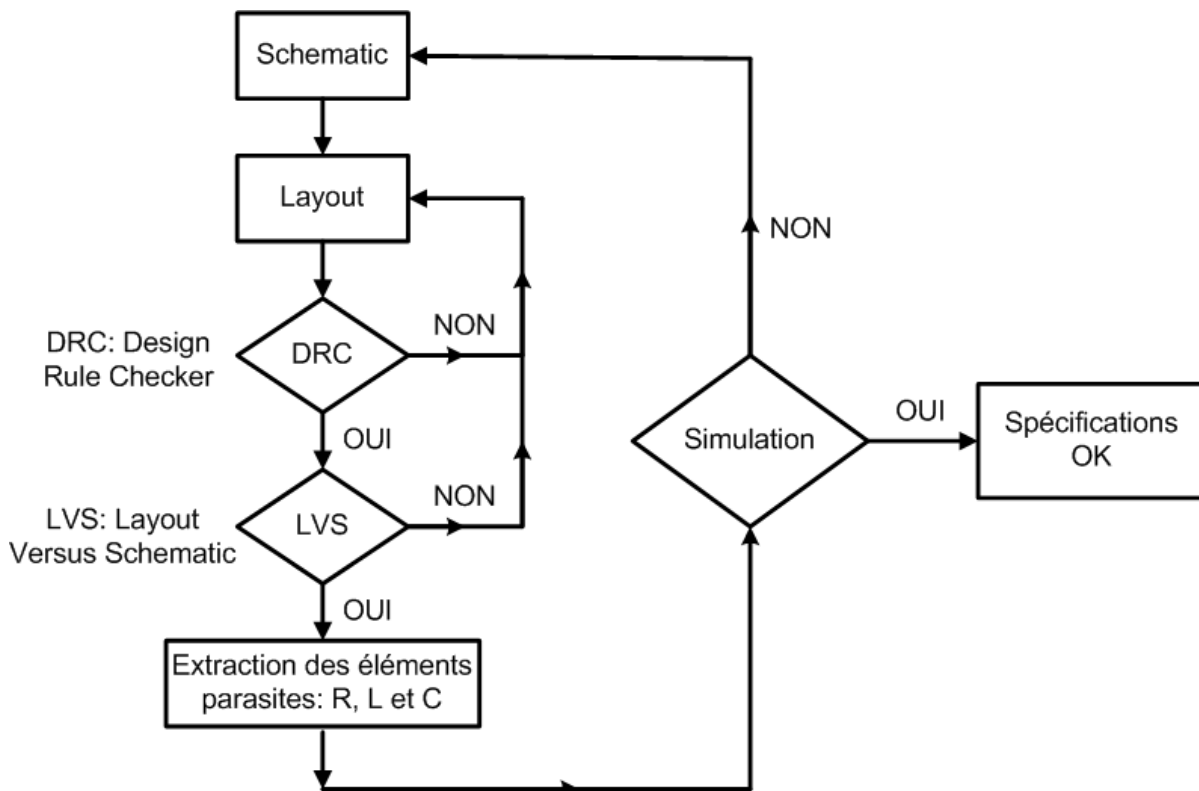 Schematic
Layout
NON
NON
DRC: Design
Rule Checker
DRC
OUI
Simulation
OUI
Spécifications
OK
LVS: Layout
Versus Schematic
LVS
NON
OUI
Extraction des éléments
parasites: R, L et C